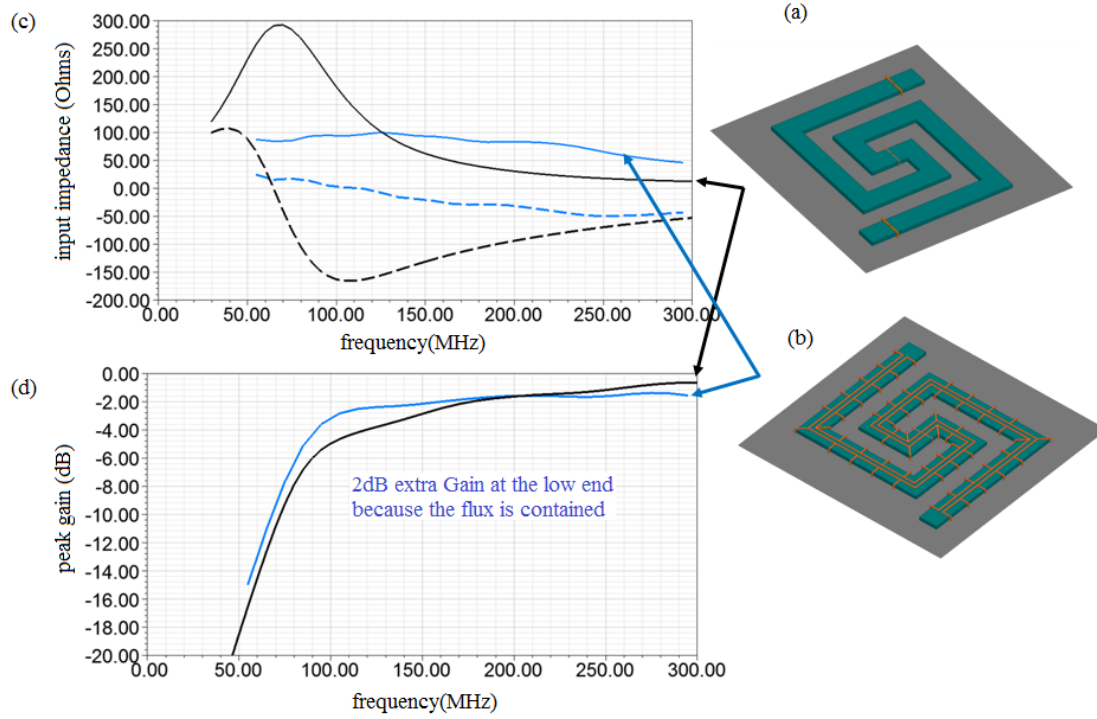 (c)
input impedance (Ohms)
300.00
250.00
200.00
150.00
100.00
50.00
0.00
-50.00
-100.00
-150.00
-200.00
0.00 50.00 100.00 150.00 200.00 250.00 300.00
frequency(MHz)
(a)
(b)
(d)
peak gain (dB)
0.00
-2.00
-4.00
-6.00
-8.00
-10.00
-12.00
-14.00
-16.00
-18.00
-20.00
2dB extra Gain at the low end
because the flux is contained
0.00 50.00 100.00 150.00 200.00 250.00 300.00
frequency(MHz)